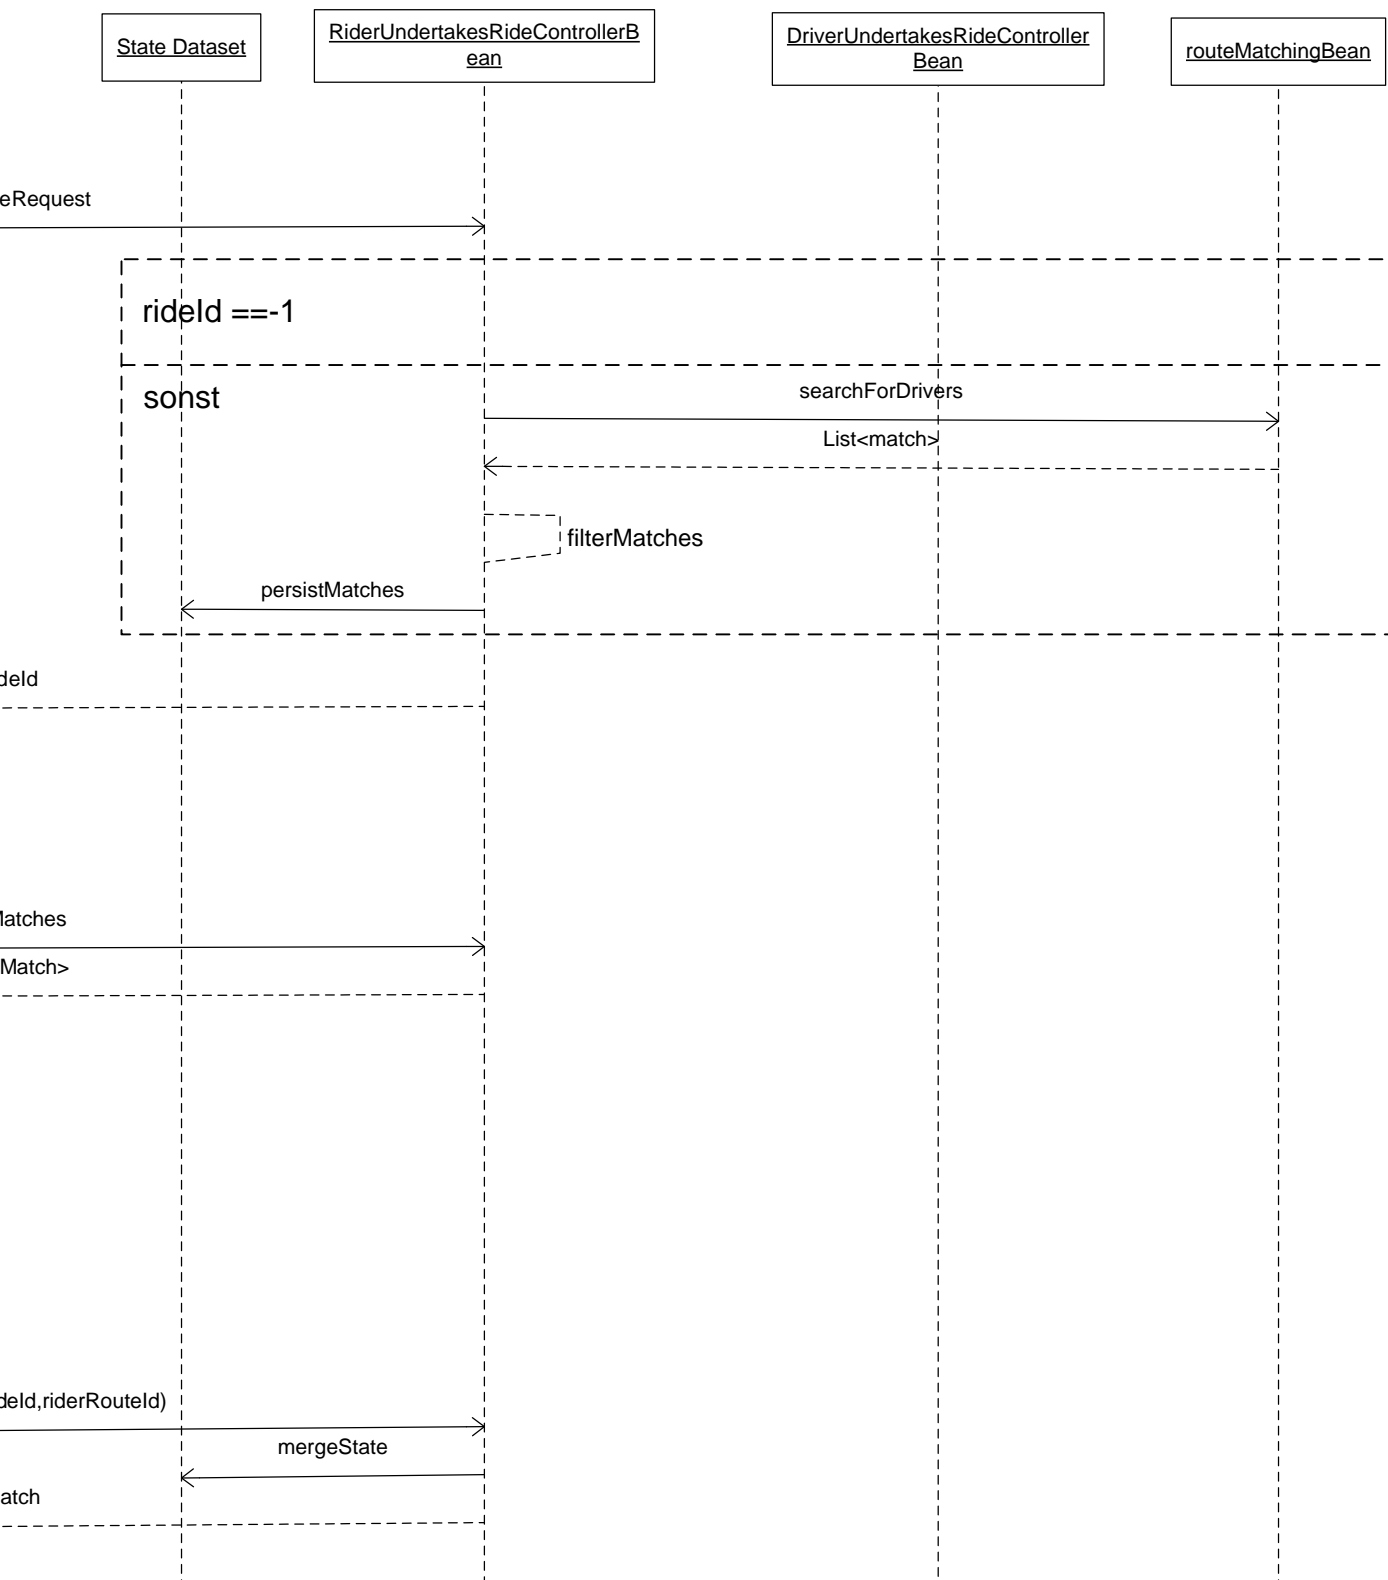 State Dataset
RiderUndertakesRideControllerB
ean
DriverUndertakesRideController
Bean
routeMatchingBean
eRequest
rideId ==-1
sonst
searchForDrivers
List<match>
filterMatches
persistMatches
deId
Matches
Match>
deId,riderRouteId)
mergeState
atch